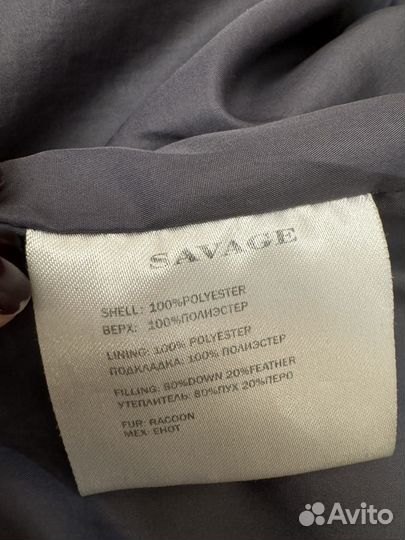 SAVAGE
SHELL: 100%POLYESTER
ВЕРХ: 100%ПОЛИЭСТЕР
LINING: 100% POLYESTER
ПОДКЛАДКА: 100% ПОЛИЭСТЕР
FILLING: 80%DOWN 20%FEATHER
УТЕПЛИТЕЛЬ: 80%ПУХ 20%ПЕРО
FUR: RACOON
МЕХ: ЕНОТ
Avito